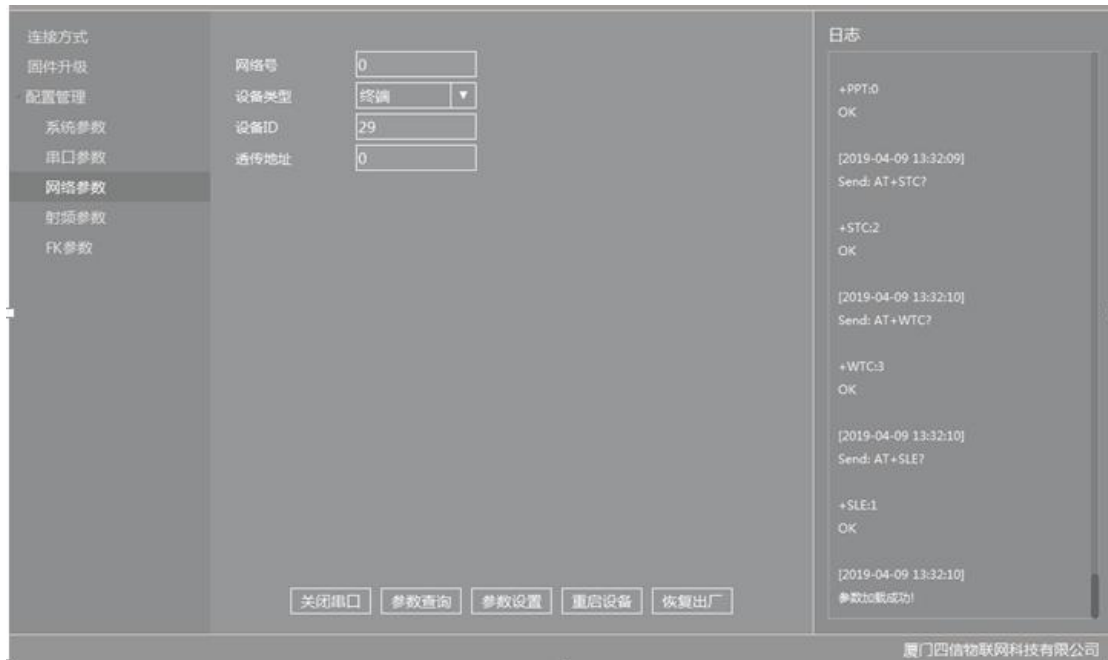 连接方式
固件升级
配置管理
系统参数
串口参数
网络参数
射频参数
FK参数
网络号 0
设备类型 终端
设备ID 29
透传地址 0
关闭串口 参数查询 参数设置 重启设备 恢复出厂
日志
+PPT:0
OK
[2019-04-09 13:32:09]
Send: AT+STC?
+STC:2
OK
[2019-04-09 13:32:10]
Send: AT+WTC?
+WTC:3
OK
[2019-04-09 13:32:10]
Send: AT+SLE?
+SLE:1
OK
[2019-04-09 13:32:10]
参数加载成功!
厦门四信物联网科技有限公司